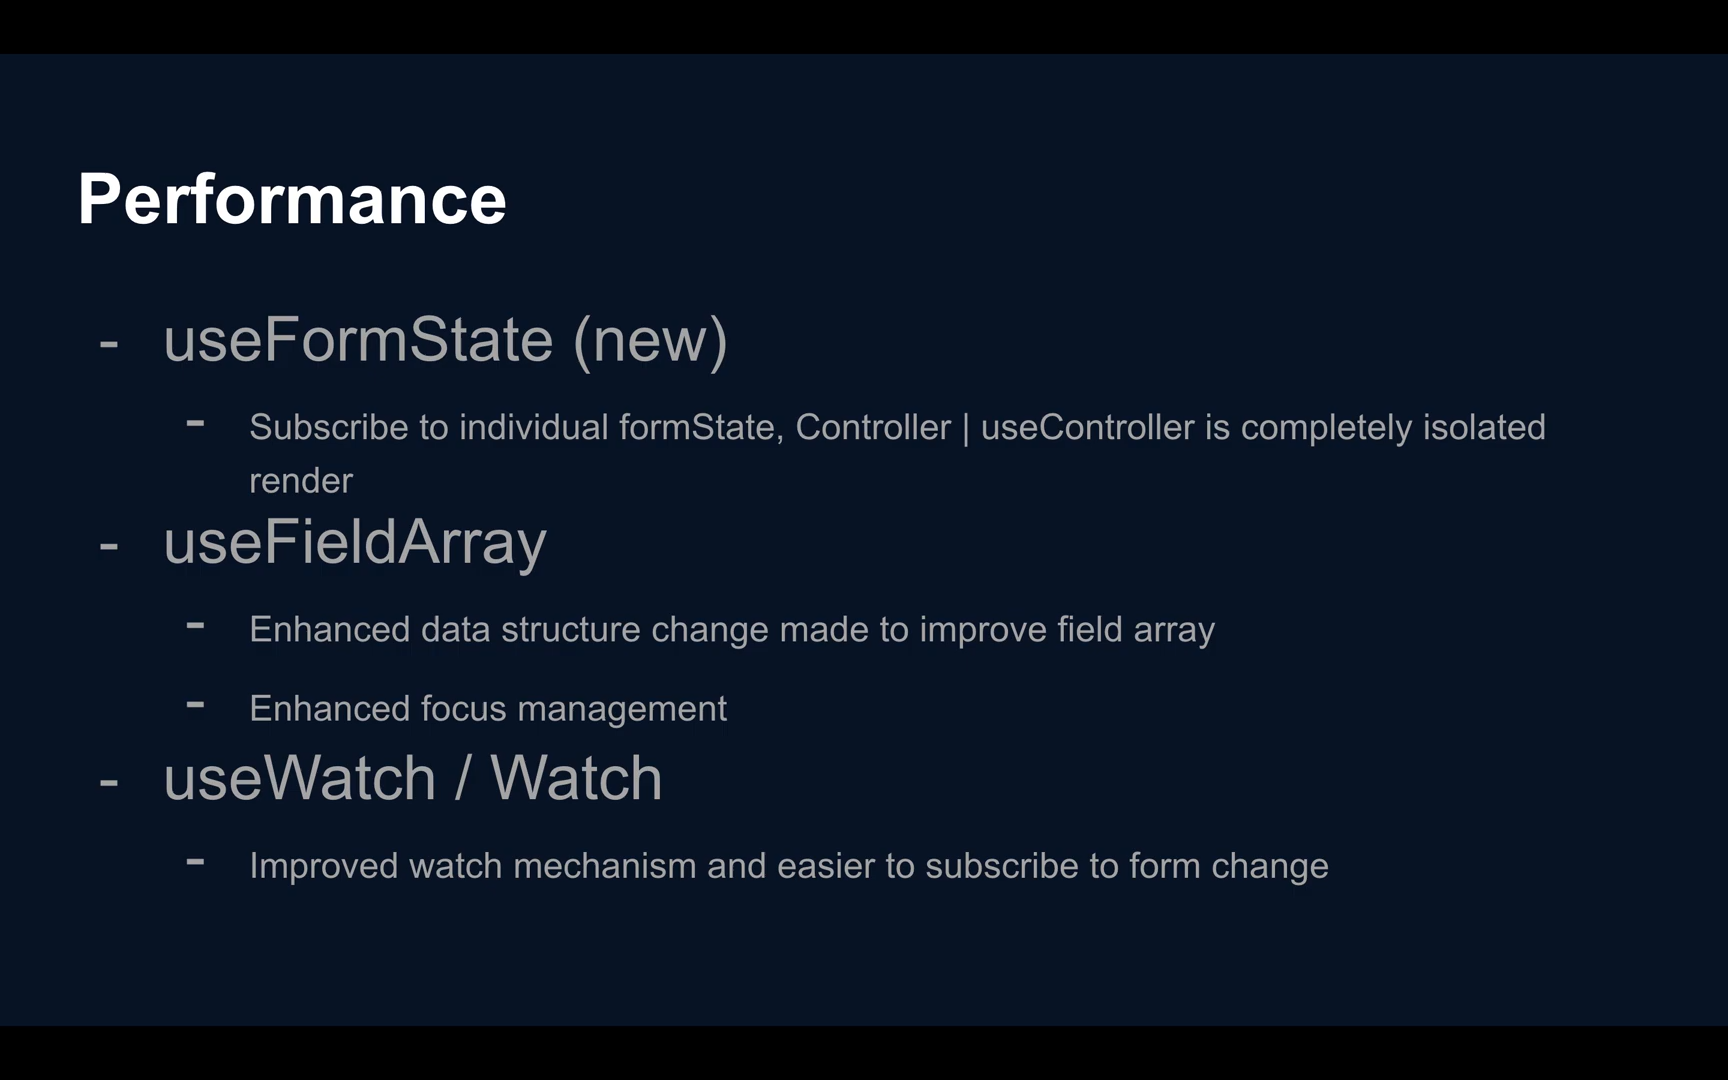 Performance
- useFormState (new)
- Subscribe to individual formState, Controller | useController is completely isolated
render
- useFieldArray
- Enhanced data structure change made to improve field array
- Enhanced focus management
- useWatch / Watch
- Improved watch mechanism and easier to subscribe to form change